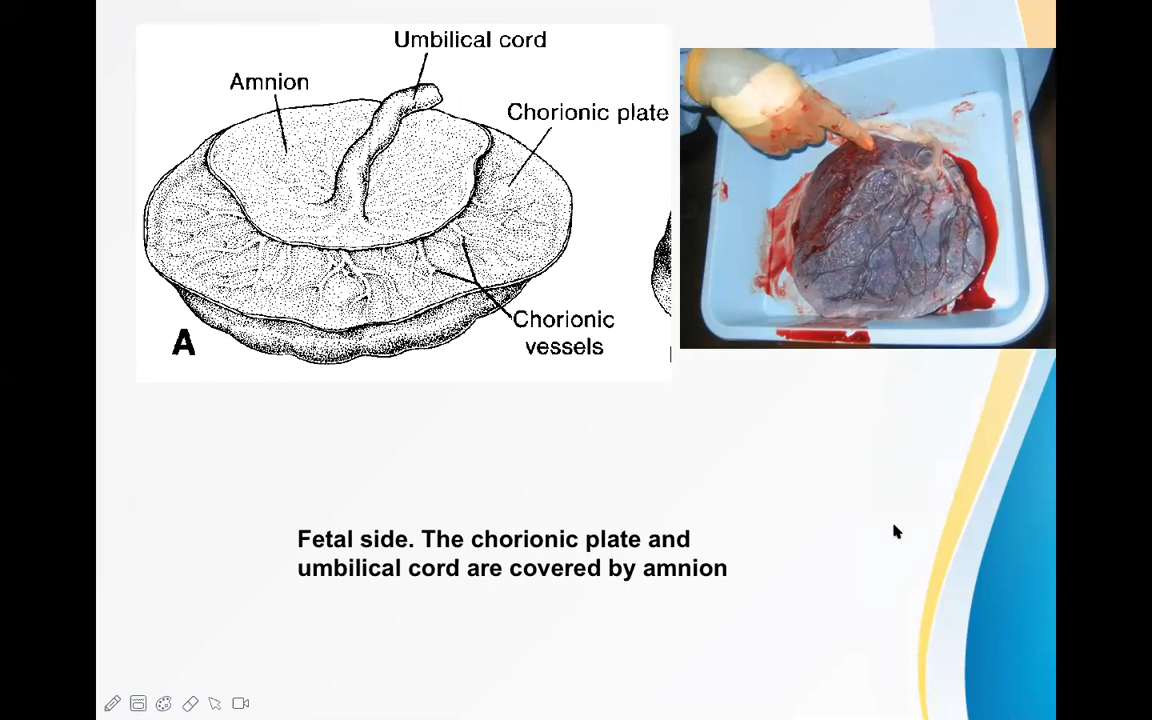 Umbilical cord
Amnion
Chorionic plate
Chorionic
vessels
A
Fetal side. The chorionic plate and
umbilical cord are covered by amnion